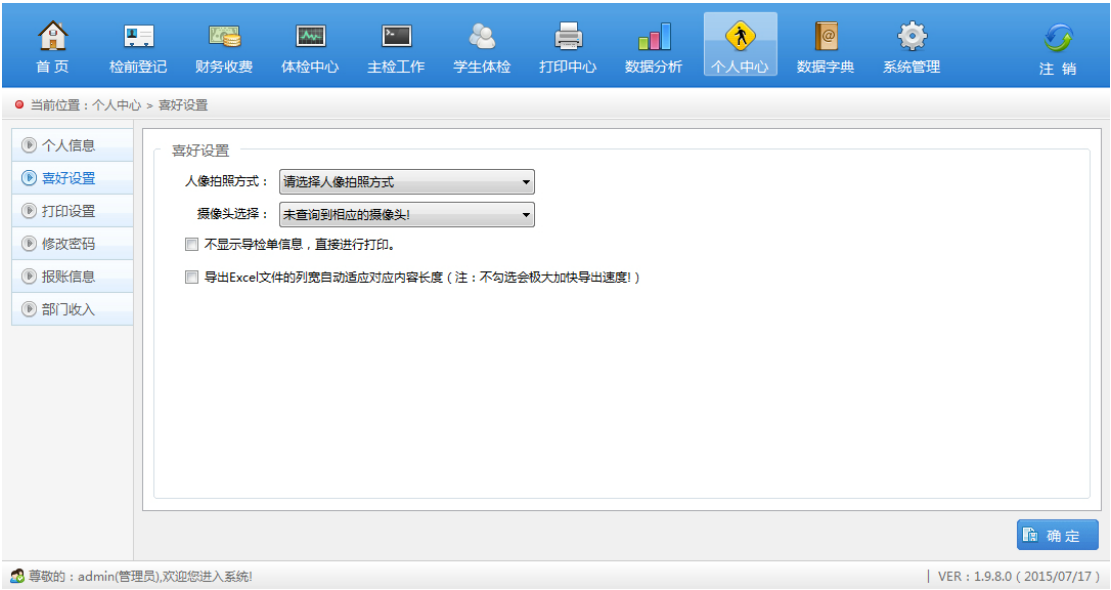 首 页 检前登记 财务收费 体检中心 主检工作 学生体检 打印中心 数据分析 个人中心 数据字典 系统管理 注 销
当前位置：个人中心 > 喜好设置
个人信息
喜好设置
打印设置
修改密码
报账信息
部门收入
喜好设置
人像拍照方式： 请选择人像拍照方式
摄像头选择： 未查询到相应的摄像头!
不显示导检单信息，直接进行打印。
导出Excel文件的列宽自动适应对应内容长度（注：不勾选会极大加快导出速度!）
确 定
尊敬的：admin(管理员),欢迎您进入系统! | VER：1.9.8.0（2015/07/17）